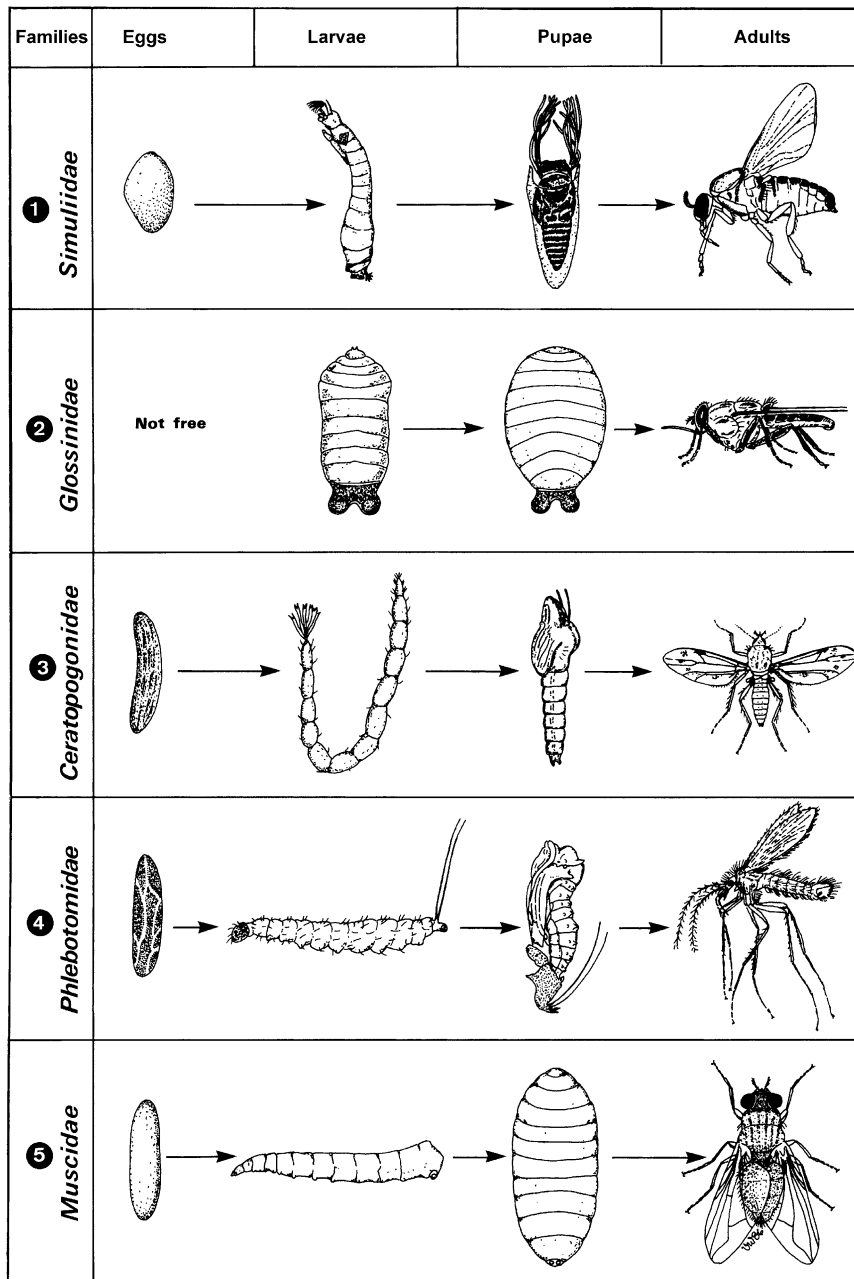 Families Eggs Larvae Pupae Adults
1 Simuliidae
2 Glossinidae
Not free
3 Ceratopogonidae
4 Phlebotomidae
5 Muscidae